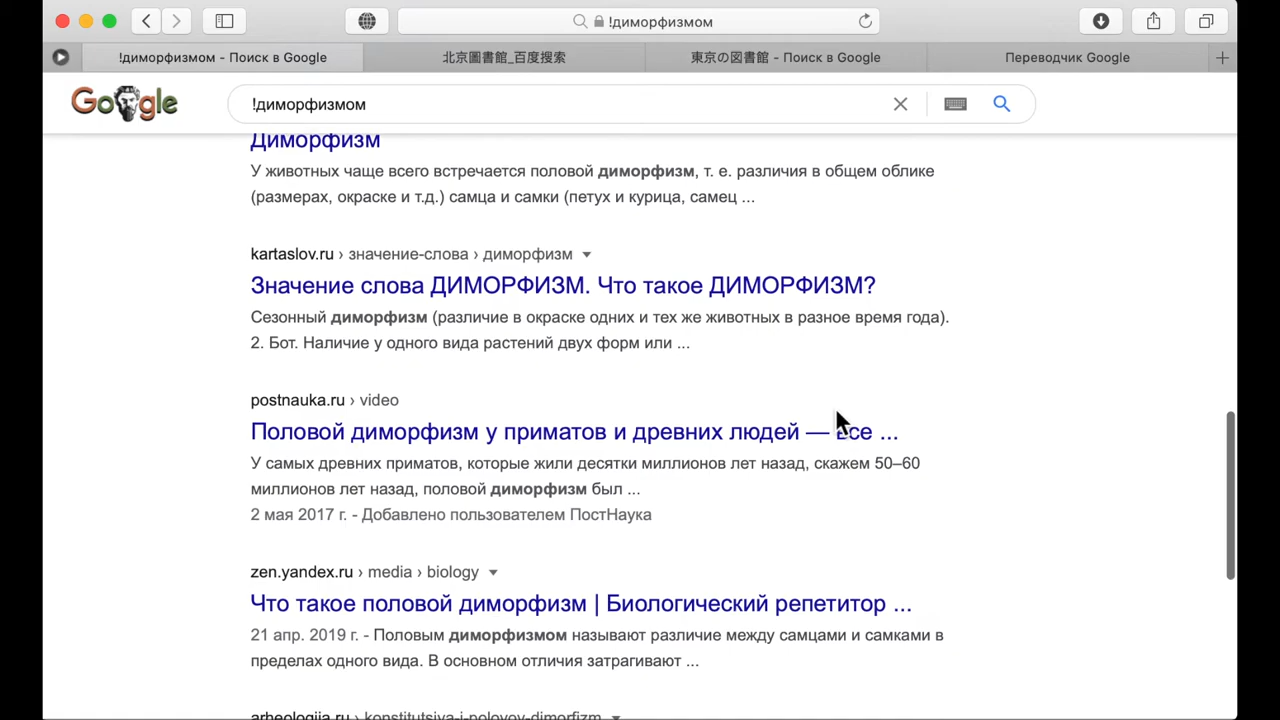 !диморфизмом
!диморфизмом - Поиск в Google
北京圖書館_百度搜索
東京の図書館 - Поиск в Google
Переводчик Google
Google
!диморфизмом
Диморфизм
У животных чаще всего встречается половой диморфизм, т. е. различия в общем облике
(размерах, окраске и т.д.) самца и самки (петух и курица, самец ...
kartaslov.ru › значение-слова › диморфизм
Значение слова ДИМОРФИЗМ. Что такое ДИМОРФИЗМ?
Сезонный диморфизм (различие в окраске одних и тех же животных в разное время года).
2. Бот. Наличие у одного вида растений двух форм или ...
postnauka.ru › video
Половой диморфизм у приматов и древних людей — все ...
У самых древних приматов, которые жили десятки миллионов лет назад, скажем 50–60
миллионов лет назад, половой диморфизм был ...
2 мая 2017 г. - Добавлено пользователем ПостНаука
zen.yandex.ru › media › biology
Что такое половой диморфизм | Биологический репетитор ...
21 апр. 2019 г. - Половым диморфизмом называют различие между самцами и самками в
пределах одного вида. В основном отличия затрагивают ...
arheologija.ru › konstitutsiya-i-polovoy-dimorfizm